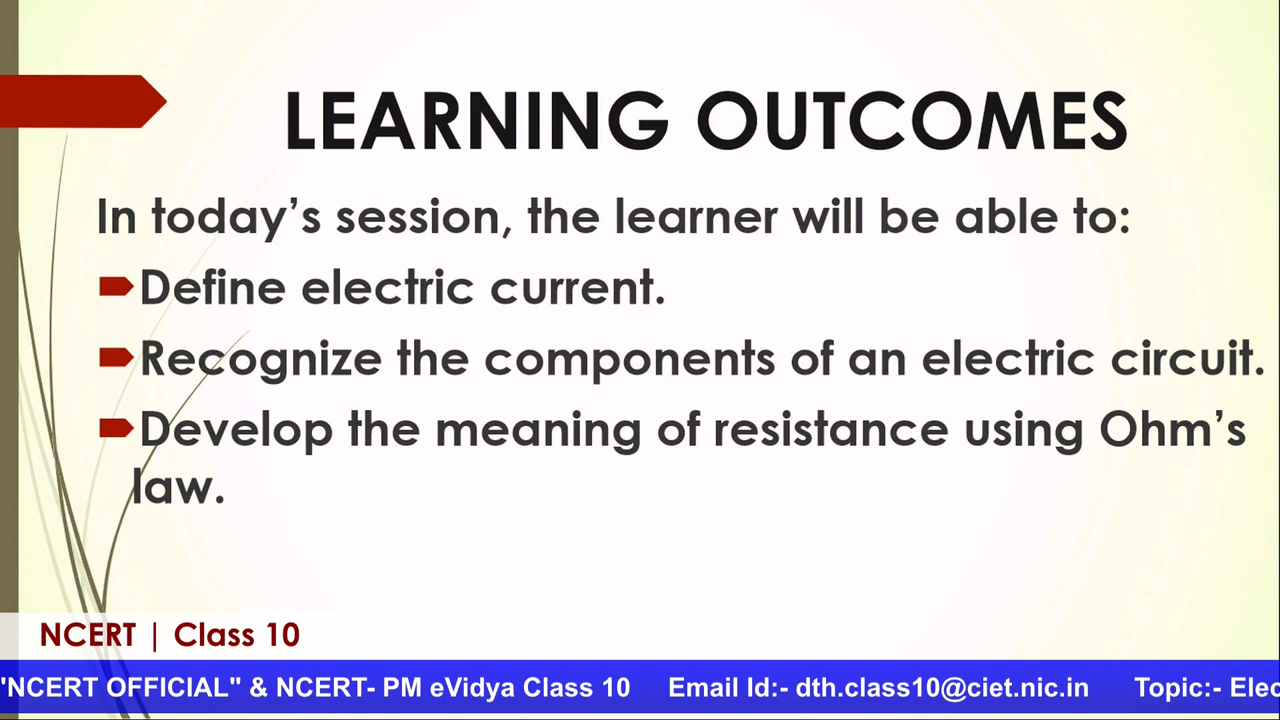 LEARNING OUTCOMES
In today’s session, the learner will be able to:
Define electric current.
Recognize the components of an electric circuit.
Develop the meaning of resistance using Ohm’s
law.
NCERT | Class 10
"NCERT OFFICIAL" & NCERT- PM eVidya Class 10 Email Id:- dth.class10@ciet.nic.in Topic:-